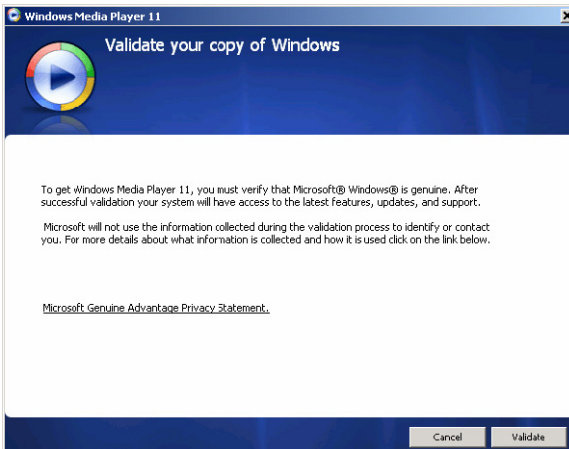 Windows Media Player 11
Validate your copy of Windows
To get Windows Media Player 11, you must verify that Microsoft® Windows® is genuine. After
successful validation your system will have access to the latest features, updates, and support.
Microsoft will not use the information collected during the validation process to identify or contact
you. For more details about what information is collected and how it is used click on the link below.
Microsoft Genuine Advantage Privacy Statement.
Cancel
Validate